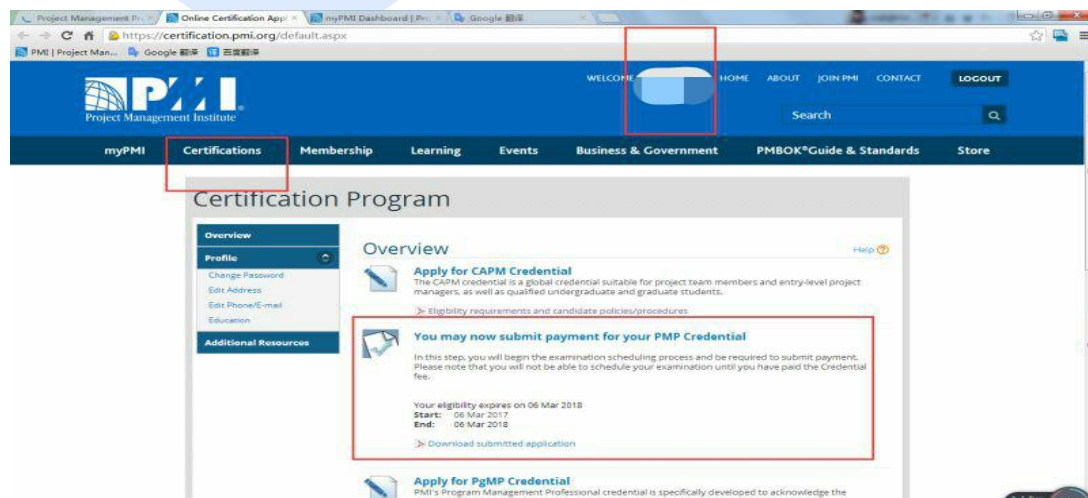 Project Management Pr
Online Certification Appl
myPMI Dashboard | Pro
Google 翻译
https://certification.pmi.org/default.aspx
PMI | Project Man...
Google 翻译
百度翻译
WELCOME
HOME
ABOUT
JOIN PMI
CONTACT
LOGOUT
PMI
Project Management Institute
Search
myPMI
Certifications
Membership
Learning
Events
Business & Government
PMBOK® Guide & Standards
Store
Certification Program
Overview
Profile
Change Password
Edit Address
Edit Phone/E-mail
Education
Additional Resources
Overview
Help
Apply for CAPM Credential
The CAPM credential is a global credential suitable for project team members and entry-level project
managers, as well as qualified undergraduate and graduate students.
Eligibility requirements and candidate policies/procedures
You may now submit payment for your PMP Credential
In this step, you will begin the examination scheduling process and be required to submit payment.
Please note that you will not be able to schedule your examination until you have paid the Credential
fee.
Your eligibility expires on 06 Mar 2018
Start: 06 Mar 2017
End: 06 Mar 2018
Download submitted application
Apply for PgMP Credential
PMI's Program Management Professional credential is specifically developed to acknowledge the